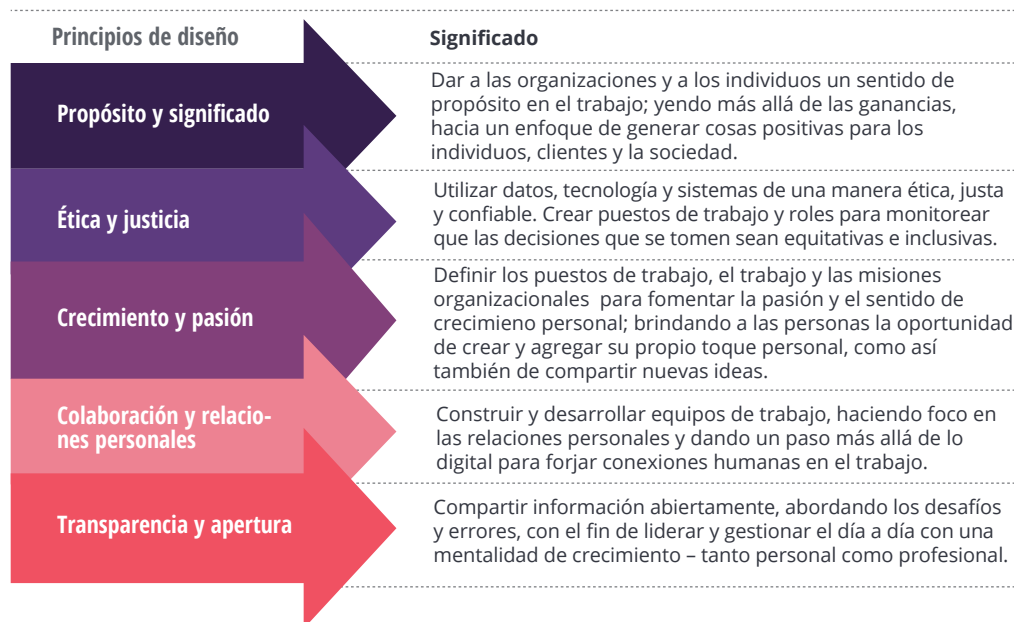 Principios de diseño
Significado
Propósito y significado
Dar a las organizaciones y a los individuos un sentido de
propósito en el trabajo; yendo más allá de las ganancias,
hacia un enfoque de generar cosas positivas para los
individuos, clientes y la sociedad.
Ética y justicia
Utilizar datos, tecnología y sistemas de una manera ética, justa
y confiable. Crear puestos de trabajo y roles para monitorear
que las decisiones que se tomen sean equitativas e inclusivas.
Crecimiento y pasión
Definir los puestos de trabajo, el trabajo y las misiones
organizacionales para fomentar la pasión y el sentido de
crecimieno personal; brindando a las personas la oportunidad
de crear y agregar su propio toque personal, como así
también de compartir nuevas ideas.
Colaboración y relacio-
nes personales
Construir y desarrollar equipos de trabajo, haciendo foco en
las relaciones personales y dando un paso más allá de lo
digital para forjar conexiones humanas en el trabajo.
Transparencia y apertura
Compartir información abiertamente, abordando los desafíos
y errores, con el fin de liderar y gestionar el día a día con una
mentalidad de crecimiento – tanto personal como profesional.